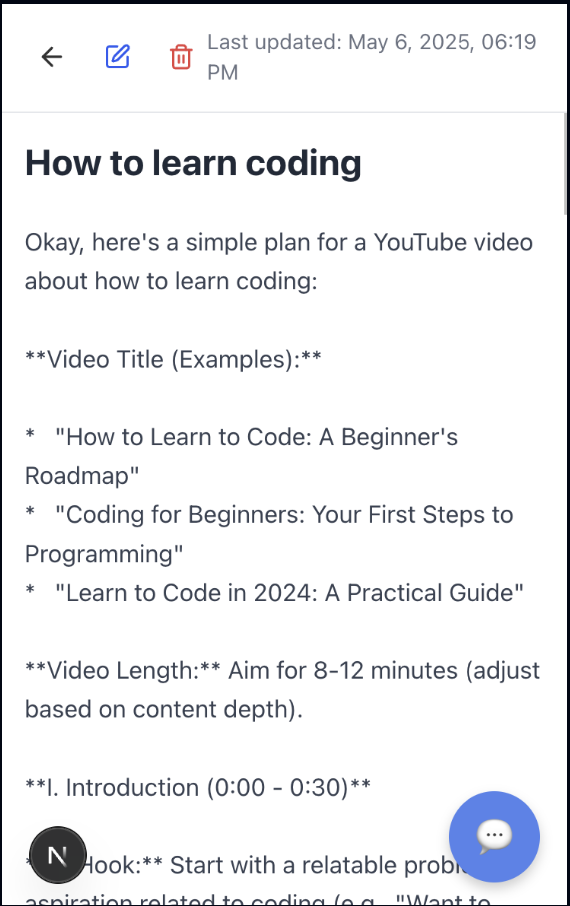 Last updated: May 6, 2025, 06:19
PM
How to learn coding
Okay, here's a simple plan for a YouTube video
about how to learn coding:
**Video Title (Examples):**
*   "How to Learn to Code: A Beginner's
Roadmap"
*   "Coding for Beginners: Your First Steps to
Programming"
*   "Learn to Code in 2024: A Practical Guide"
**Video Length:** Aim for 8-12 minutes (adjust
based on content depth).
**I. Introduction (0:00 - 0:30)**
* Hook:** Start with a relatable
aspiration related to coding (e.g., "Want to
N